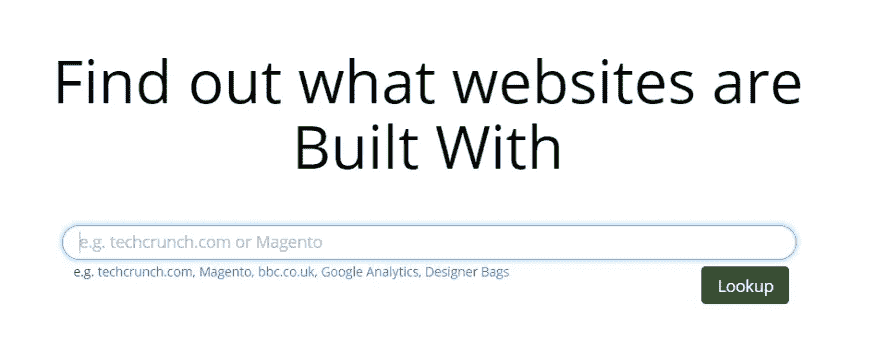 Find out what websites are
Built With
e.g. techcrunch.com or Magento
e.g. techcrunch.com, Magento, bbc.co.uk, Google Analytics, Designer Bags
Lookup